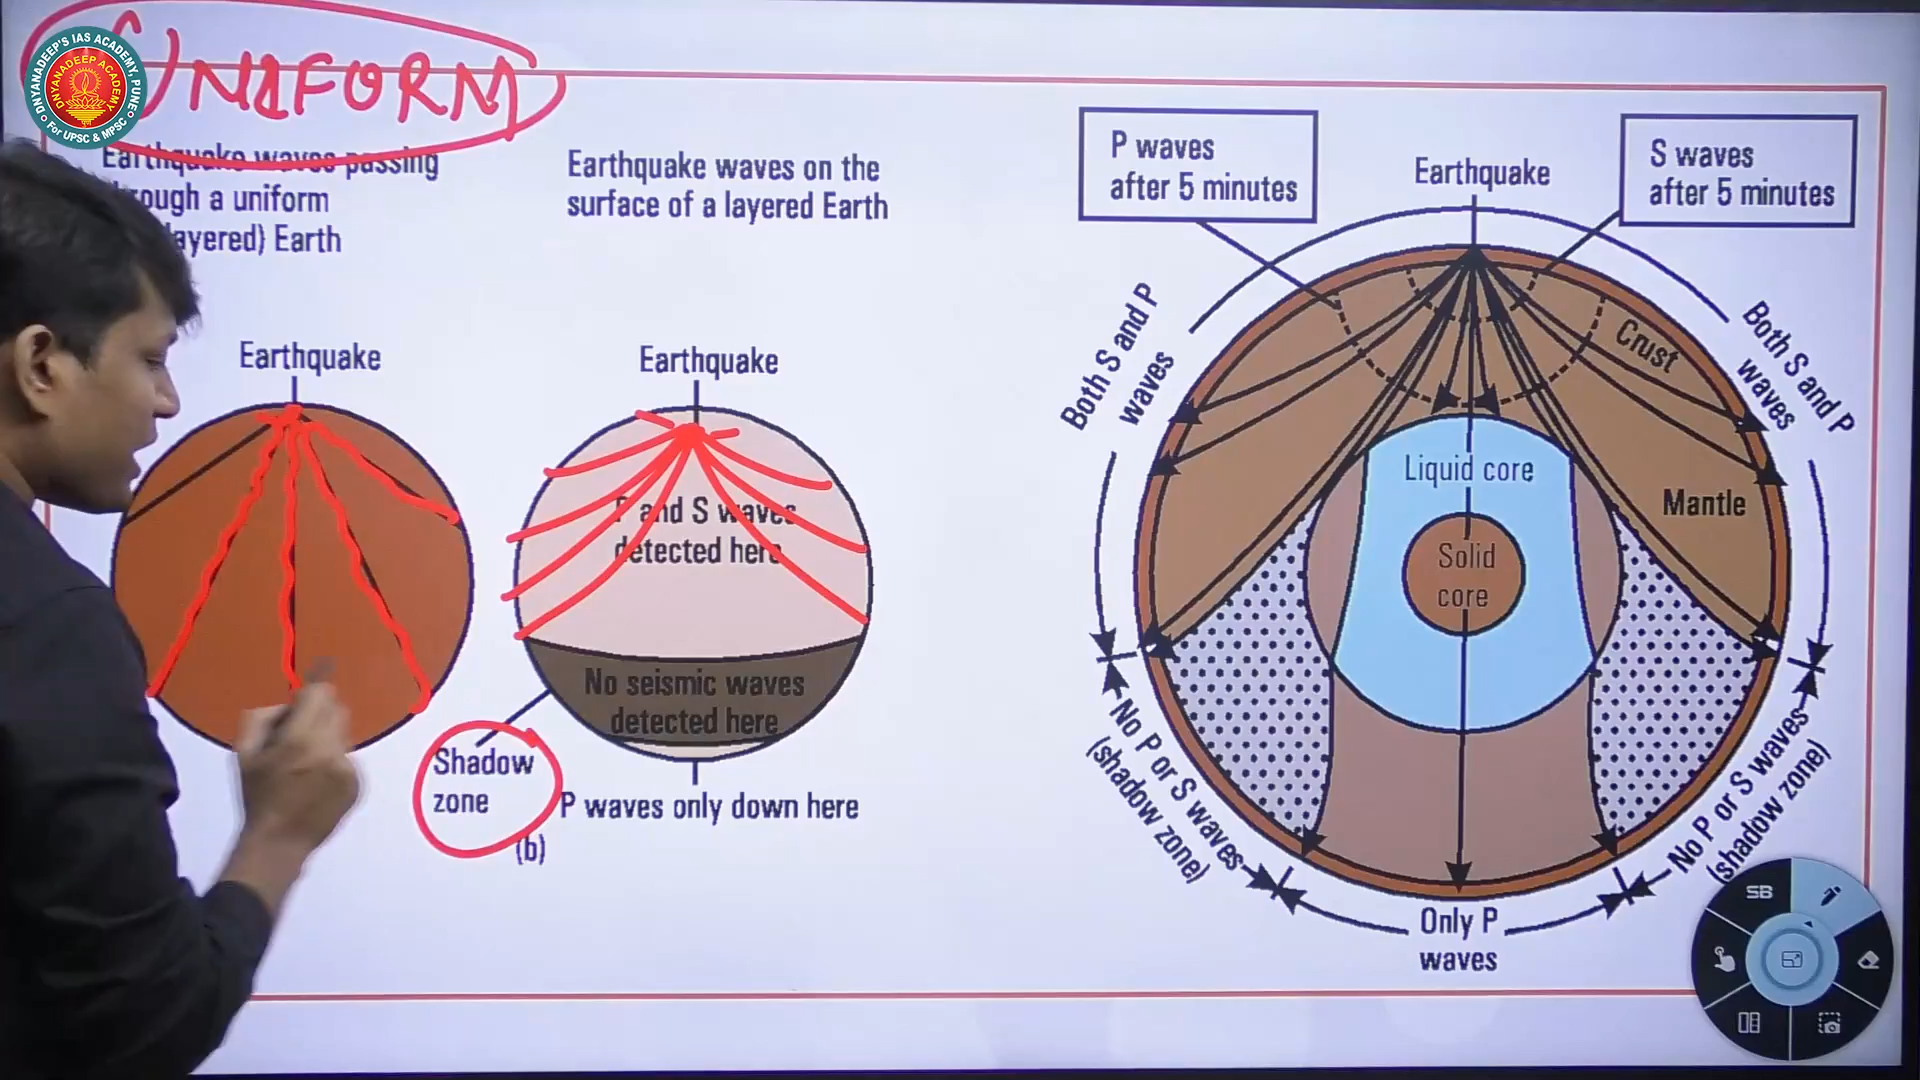 UNIFORM
DNYANADEEP'S IAS ACADEMY, PUNE
DNYANADEEP ACADEMY
For UPSC & MPSC
Earthquake waves passing
through a uniform
layered) Earth
Earthquake waves on the
surface of a layered Earth
P waves
after 5 minutes
Earthquake
S waves
after 5 minutes
Earthquake
Earthquake
P and S waves
detected here
No seismic waves
detected here
Shadow
zone
P waves only down here
(b)
Both S and P
waves
Both S and P
waves
Crust
Mantle
Liquid core
Solid
core
No P or S waves
(shadow zone)
No P or S waves
(shadow zone)
Only P
waves
SB